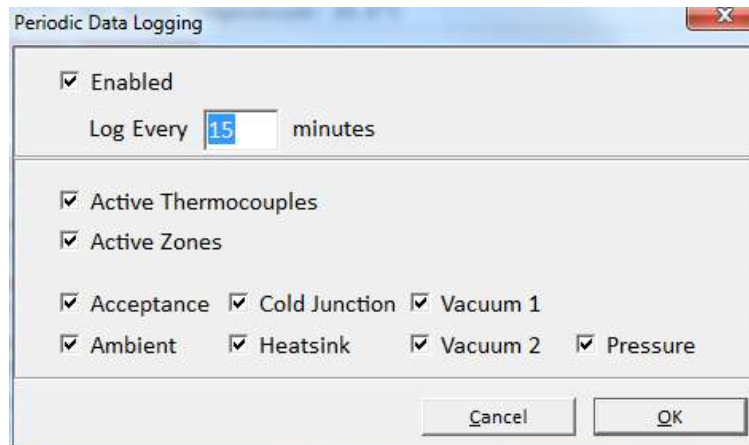 Periodic Data Logging
Enabled
Log Every 15 minutes
Active Thermocouples
Active Zones
Acceptance Cold Junction Vacuum 1
Ambient Heatsink Vacuum 2 Pressure
Cancel OK